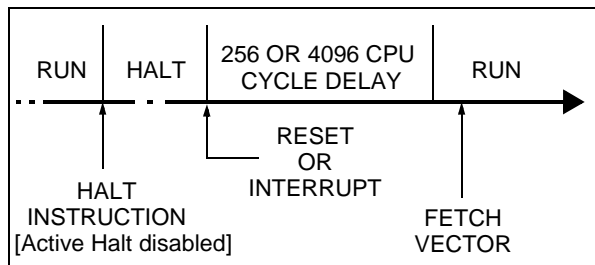 RUN
HALT
256 OR 4096 CPU
CYCLE DELAY
RUN
RESET
OR
INTERRUPT
HALT
INSTRUCTION
[Active Halt disabled]
FETCH
VECTOR